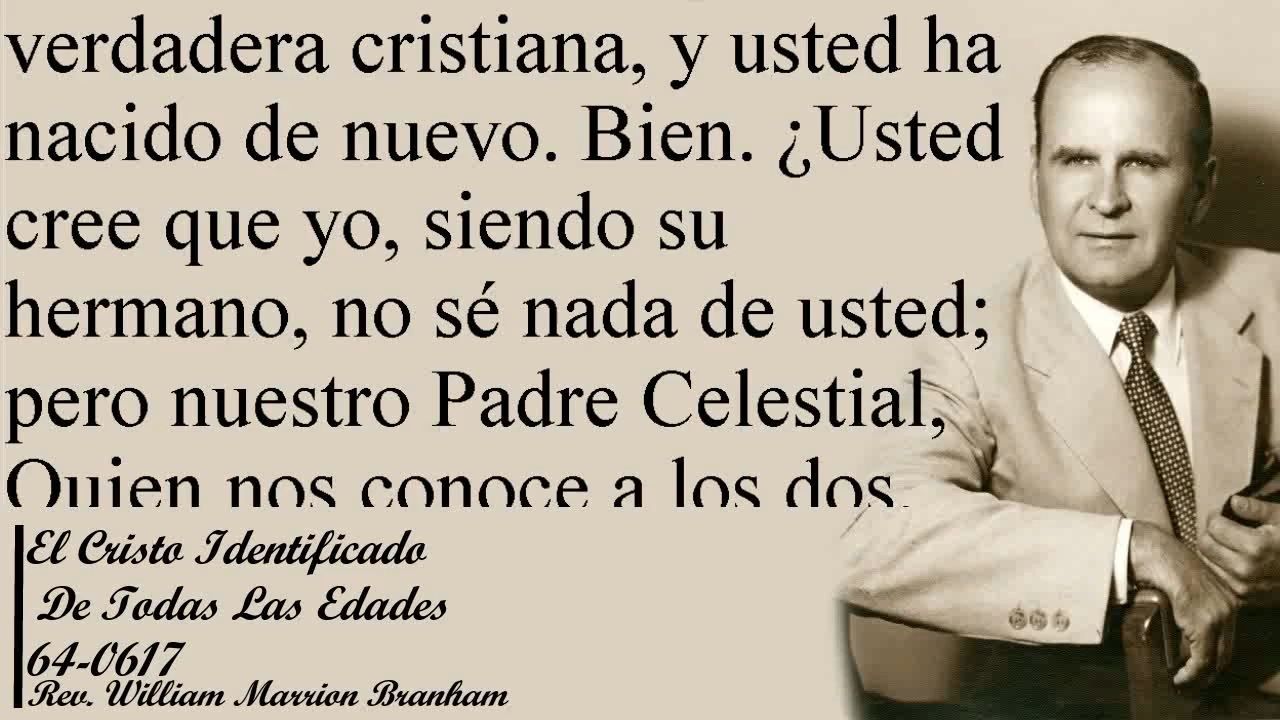 verdadera cristiana, y usted ha
nacido de nuevo. Bien. ¿Usted
cree que yo, siendo su
hermano, no sé nada de usted;
pero nuestro Padre Celestial,
Quien nos conoce a los dos,
El Cristo Identificado
De Todas Las Edades
64-0617
Rev. William Marrion Branham